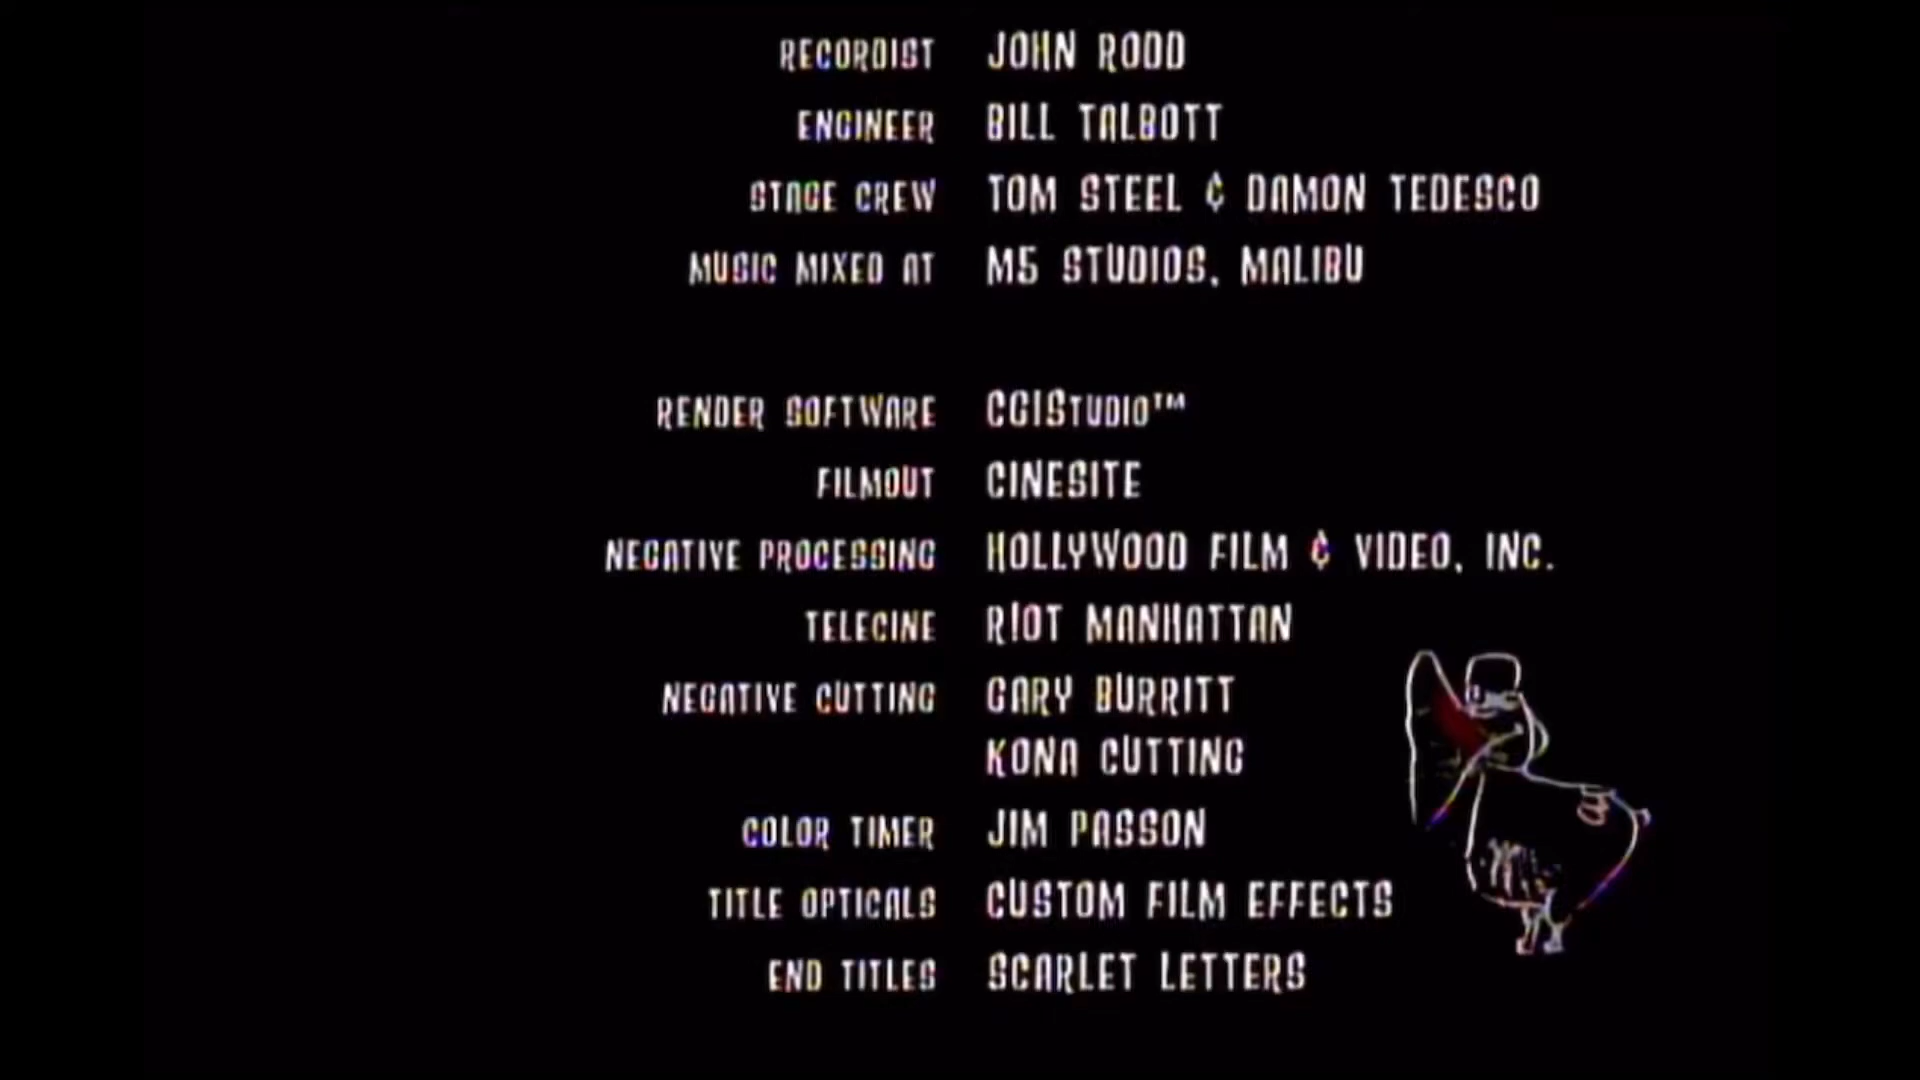 RECORDIST JOHN RODD
ENGINEER BILL TALBOTT
STAGE CREW TOM STEEL & DAMON TEDESCO
MUSIC MIXED AT M5 STUDIOS, MALIBU
RENDER SOFTWARE CGISTUDIO™
FILMOUT CINESITE
NEGATIVE PROCESSING HOLLYWOOD FILM & VIDEO, INC.
TELECINE R!OT MANHATTAN
NEGATIVE CUTTING GARY BURRITT
KONA CUTTING
COLOR TIMER JIM PASSON
TITLE OPTICALS CUSTOM FILM EFFECTS
END TITLES SCARLET LETTERS